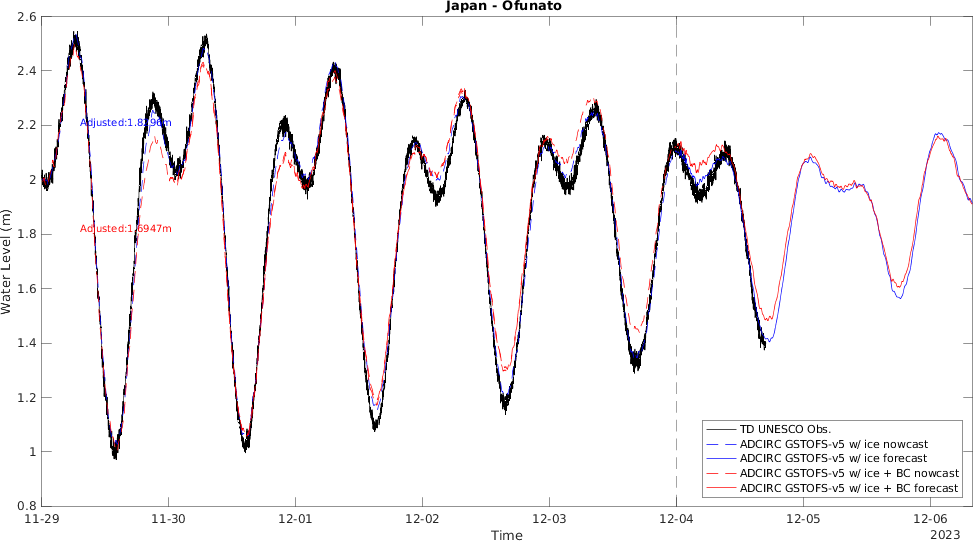 Japan - Ofunato
Water Level (m)
2.6
2.4
2.2
2
1.8
1.6
1.4
1.2
1
0.8
Adjusted:1.6947m
TD UNESCO Obs.
ADCIRC GSTOFS-v5 w/ ice nowcast
ADCIRC GSTOFS-v5 w/ ice forecast
ADCIRC GSTOFS-v5 w/ ice + BC nowcast
ADCIRC GSTOFS-v5 w/ ice + BC forecast
11-29
11-30
12-01
12-02
12-03
12-04
12-05
12-06
Time
2023